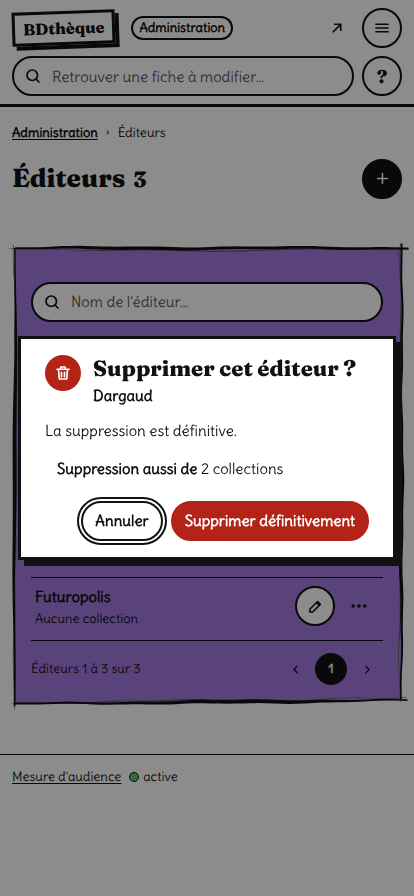 BDthèque
Administration
Retrouver une fiche à modifier...
?
Administration › Éditeurs
Éditeurs 3
+
Nom de l'éditeur...
Supprimer cet éditeur ?
Dargaud
La suppression est définitive.
Suppression aussi de 2 collections
Annuler
Supprimer définitivement
Futuropolis
Aucune collection
Éditeurs 1 à 3 sur 3
‹ 1 ›
Mesure d'audience
active